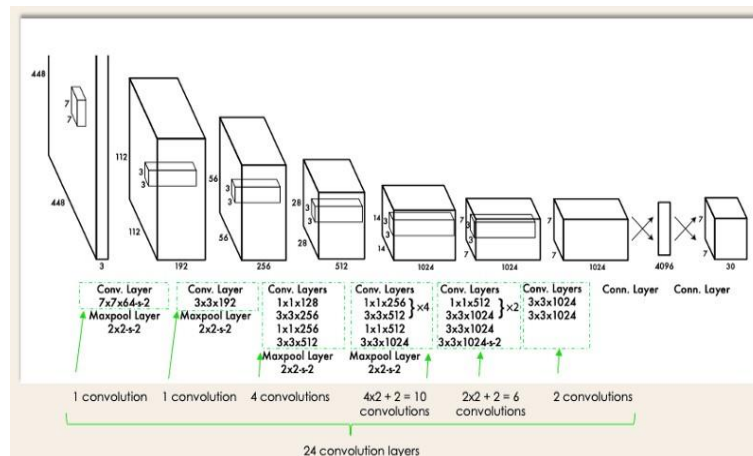 448
448
7
7
3
112
112
3
3
192
56
56
3
3
256
28
28
3
3
512
14
14
3
3
1024
7
7
3
3
1024
7
7
1024
4096
7
7
30
Conv. Layer
7x7x64-s-2
Maxpool Layer
2x2-s-2
Conv. Layer
3x3x192
Maxpool Layer
2x2-s-2
Conv. Layers
1x1x128
3x3x256
1x1x256
3x3x512
Maxpool Layer
2x2-s-2
Conv. Layers
1x1x256
3x3x512
}×4
1x1x512
3x3x1024
Maxpool Layer
2x2-s-2
Conv. Layers
1x1x512
3x3x1024
}×2
3x3x1024
3x3x1024-s-2
Conv. Layers
3x3x1024
3x3x1024
Conn. Layer
Conn. Layer
1 convolution
1 convolution
4 convolutions
4x2 + 2 = 10
convolutions
2x2 + 2 = 6
convolutions
2 convolutions
24 convolution layers